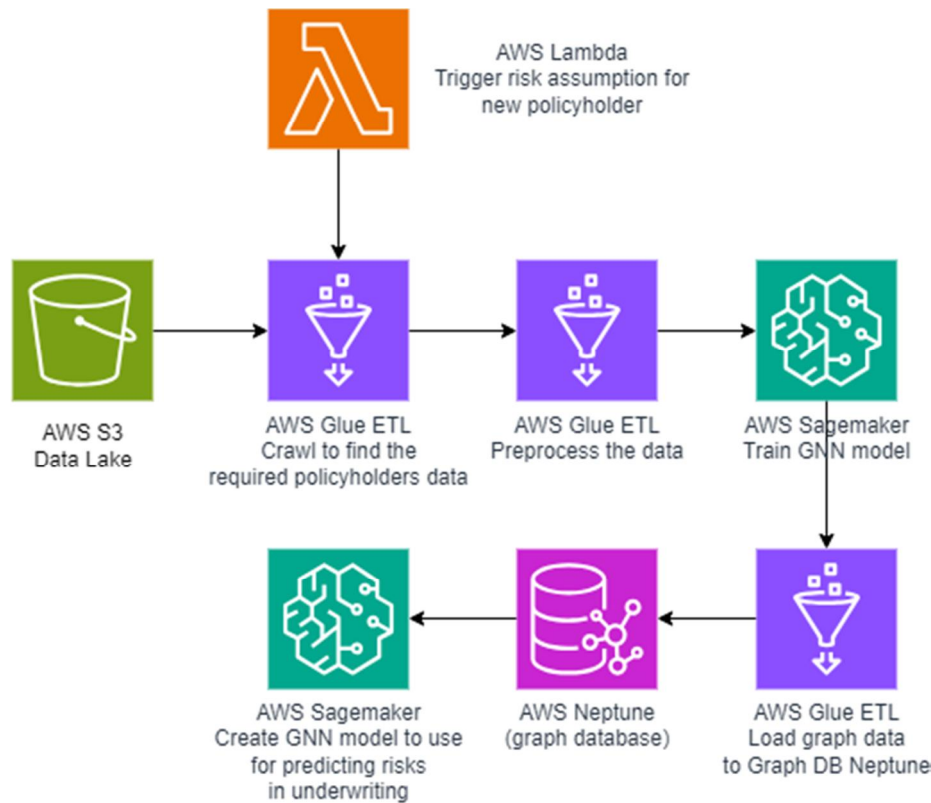 AWS Lambda
Trigger risk assumption for
new policyholder
AWS S3
Data Lake
AWS Glue ETL
Crawl to find the
required policyholders data
AWS Glue ETL
Preprocess the data
AWS Sagemaker
Train GNN model
AWS Sagemaker
Create GNN model to use
for predicting risks
in underwriting
AWS Neptune
(graph database)
AWS Glue ETL
Load graph data
to Graph DB Neptune